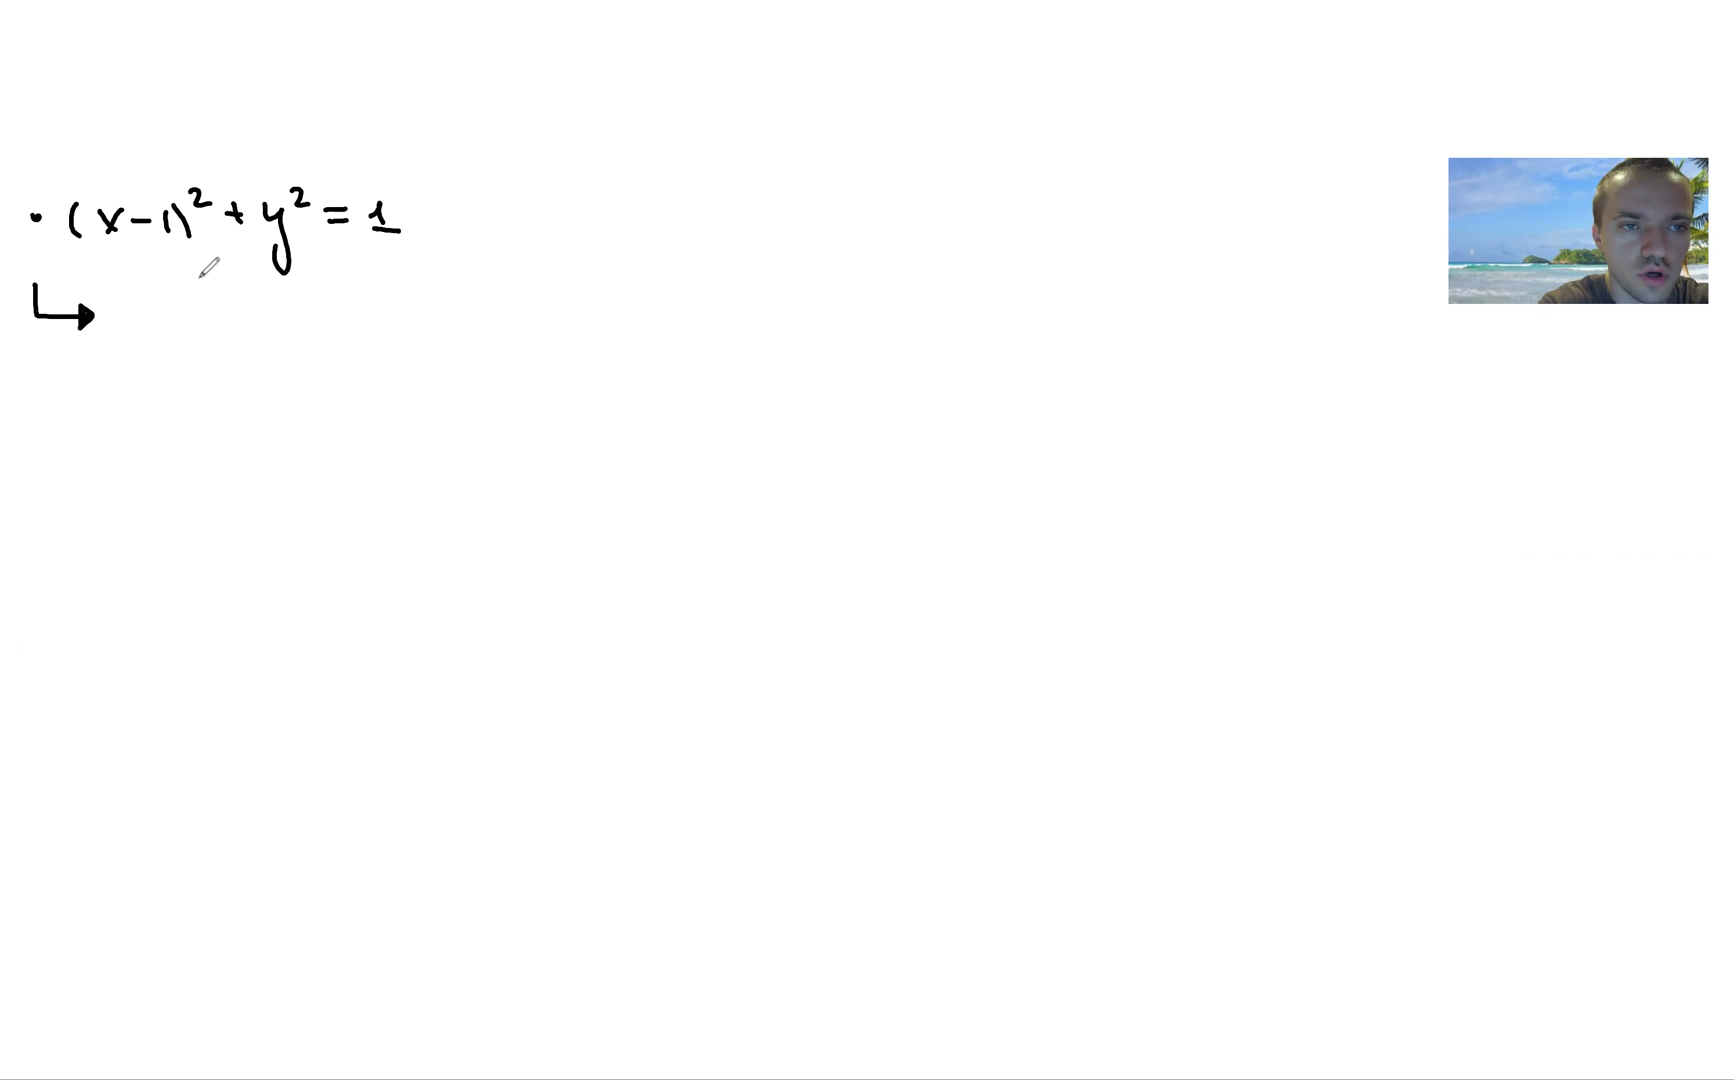 • (x-1)² + y² = 1